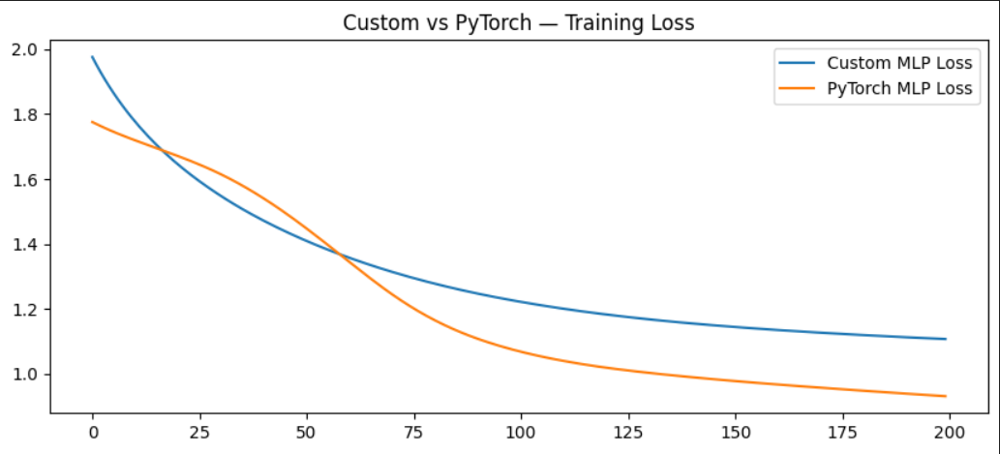 Custom vs PyTorch — Training Loss
Custom MLP Loss
PyTorch MLP Loss
2.0
1.8
1.6
1.4
1.2
1.0
0 25 50 75 100 125 150 175 200